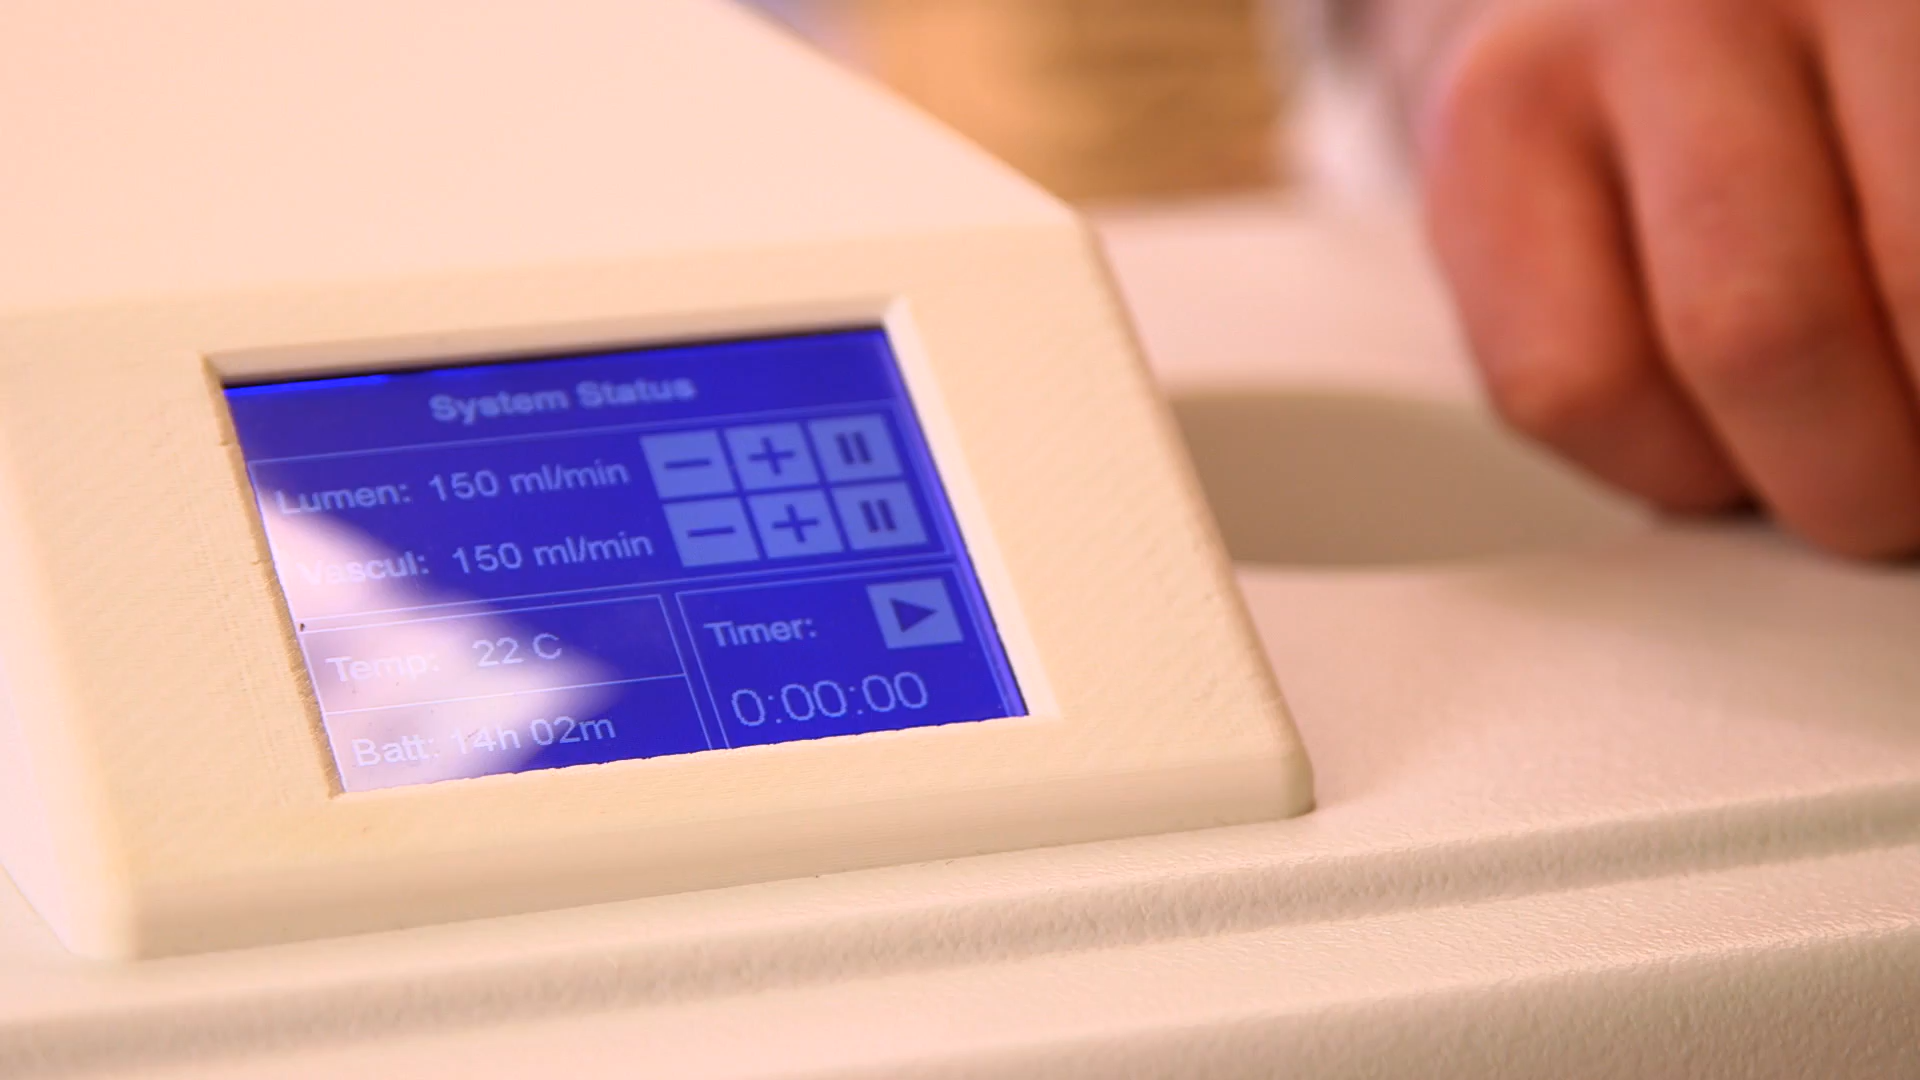 System Status
Lumen: 150 ml/min
Vascul: 150 ml/min
Temp: 22 C
Batt: 14h 02m
Timer:
0:00:00